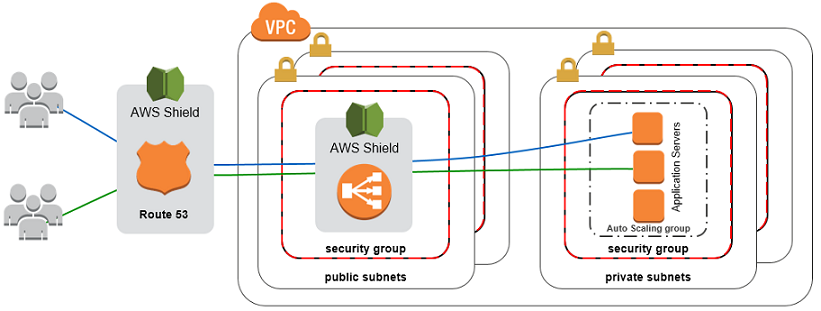 VPC
AWS Shield
Route 53
AWS Shield
security group
public subnets
Application Servers
Auto Scaling group
security group
private subnets